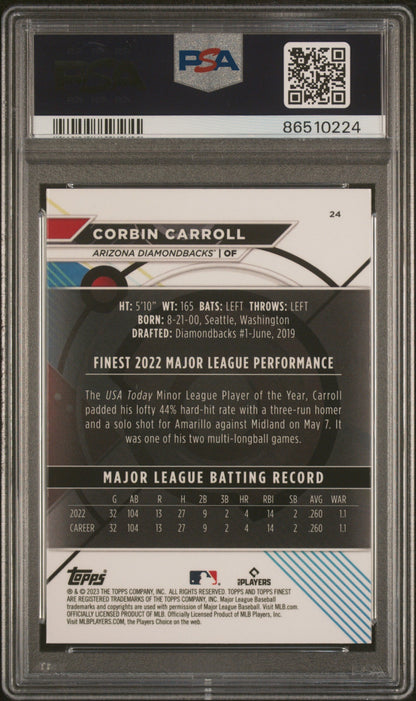 PSA
PSA
86510224
24
CORBIN CARROLL
ARIZONA DIAMONDBACKS™ | OF
HT: 5'10" WT: 165 BATS: LEFT THROWS: LEFT
BORN: 8-21-00, Seattle, Washington
DRAFTED: Diamondbacks #1-June, 2019
FINEST 2022 MAJOR LEAGUE PERFORMANCE
The USA Today Minor League Player of the Year, Carroll
padded his lofty 44% hard-hit rate with a three-run homer
and a solo shot for Amarillo against Midland on May 7. It
was one of his two multi-longball games.
MAJOR LEAGUE BATTING RECORD
G AB R H 2B 3B HR RBI SB AVG WAR
2022 32 104 13 27 9 2 4 14 2 .260 1.1
CAREER 32 104 13 27 9 2 4 14 2 .260 1.1
Topps
PLAYERS
® & © 2023 THE TOPPS COMPANY, INC. ALL RIGHTS RESERVED. TOPPS AND TOPPS FINEST
ARE REGISTERED TRADEMARKS OF THE TOPPS COMPANY, INC. Major League Baseball
trademarks and copyrights are used with permission of Major League Baseball. Visit MLB.com.
OFFICIALLY LICENSED PRODUCT OF MLB. Officially Licensed Product of MLB Players, Inc.
Visit MLBPLAYERS.com, the Players Choice on the web.